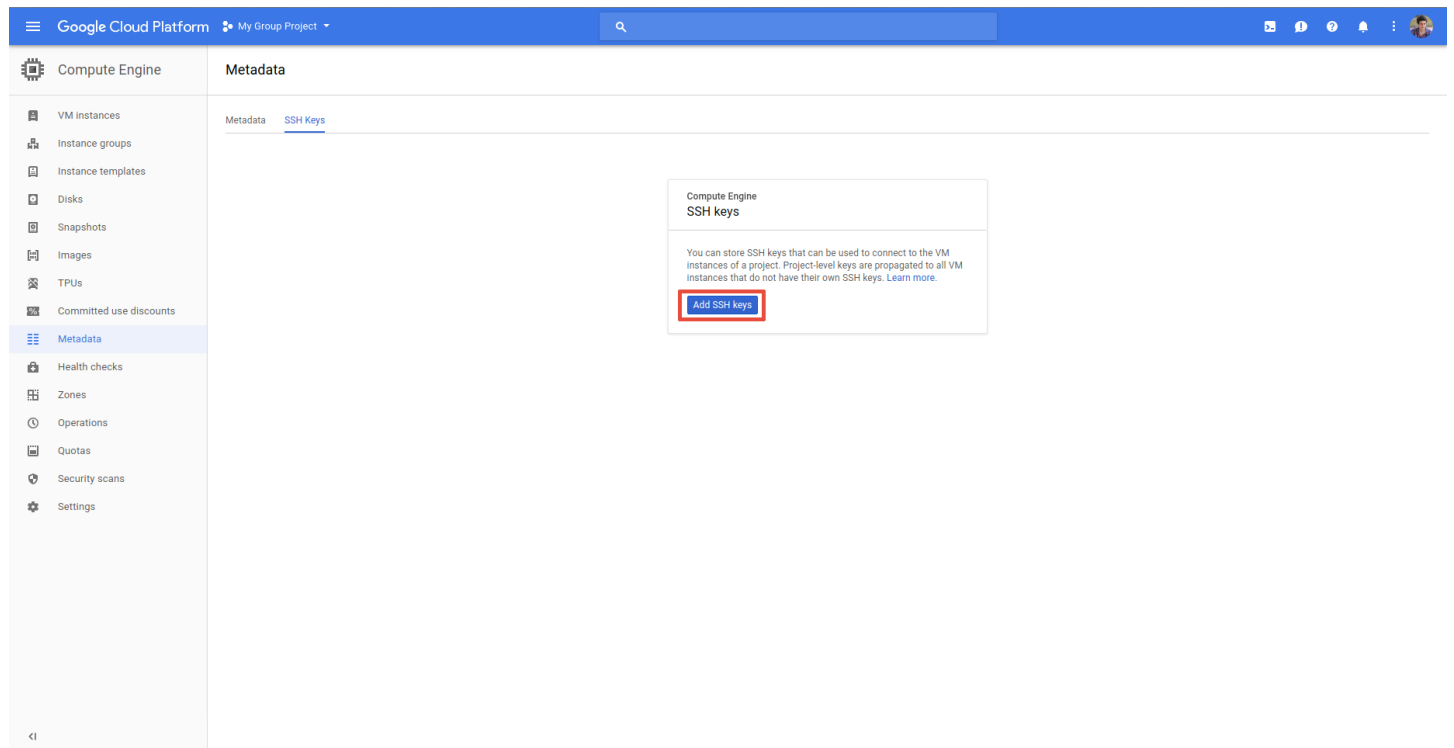 Google Cloud Platform My Group Project
Compute Engine
Metadata
VM instances
Instance groups
Instance templates
Disks
Snapshots
Images
TPUs
Committed use discounts
Metadata
Health checks
Zones
Operations
Quotas
Security scans
Settings
Metadata SSH Keys
Compute Engine
SSH keys
You can store SSH keys that can be used to connect to the VM
instances of a project. Project-level keys are propagated to all VM
instances that do not have their own SSH keys. Learn more.
Add SSH keys